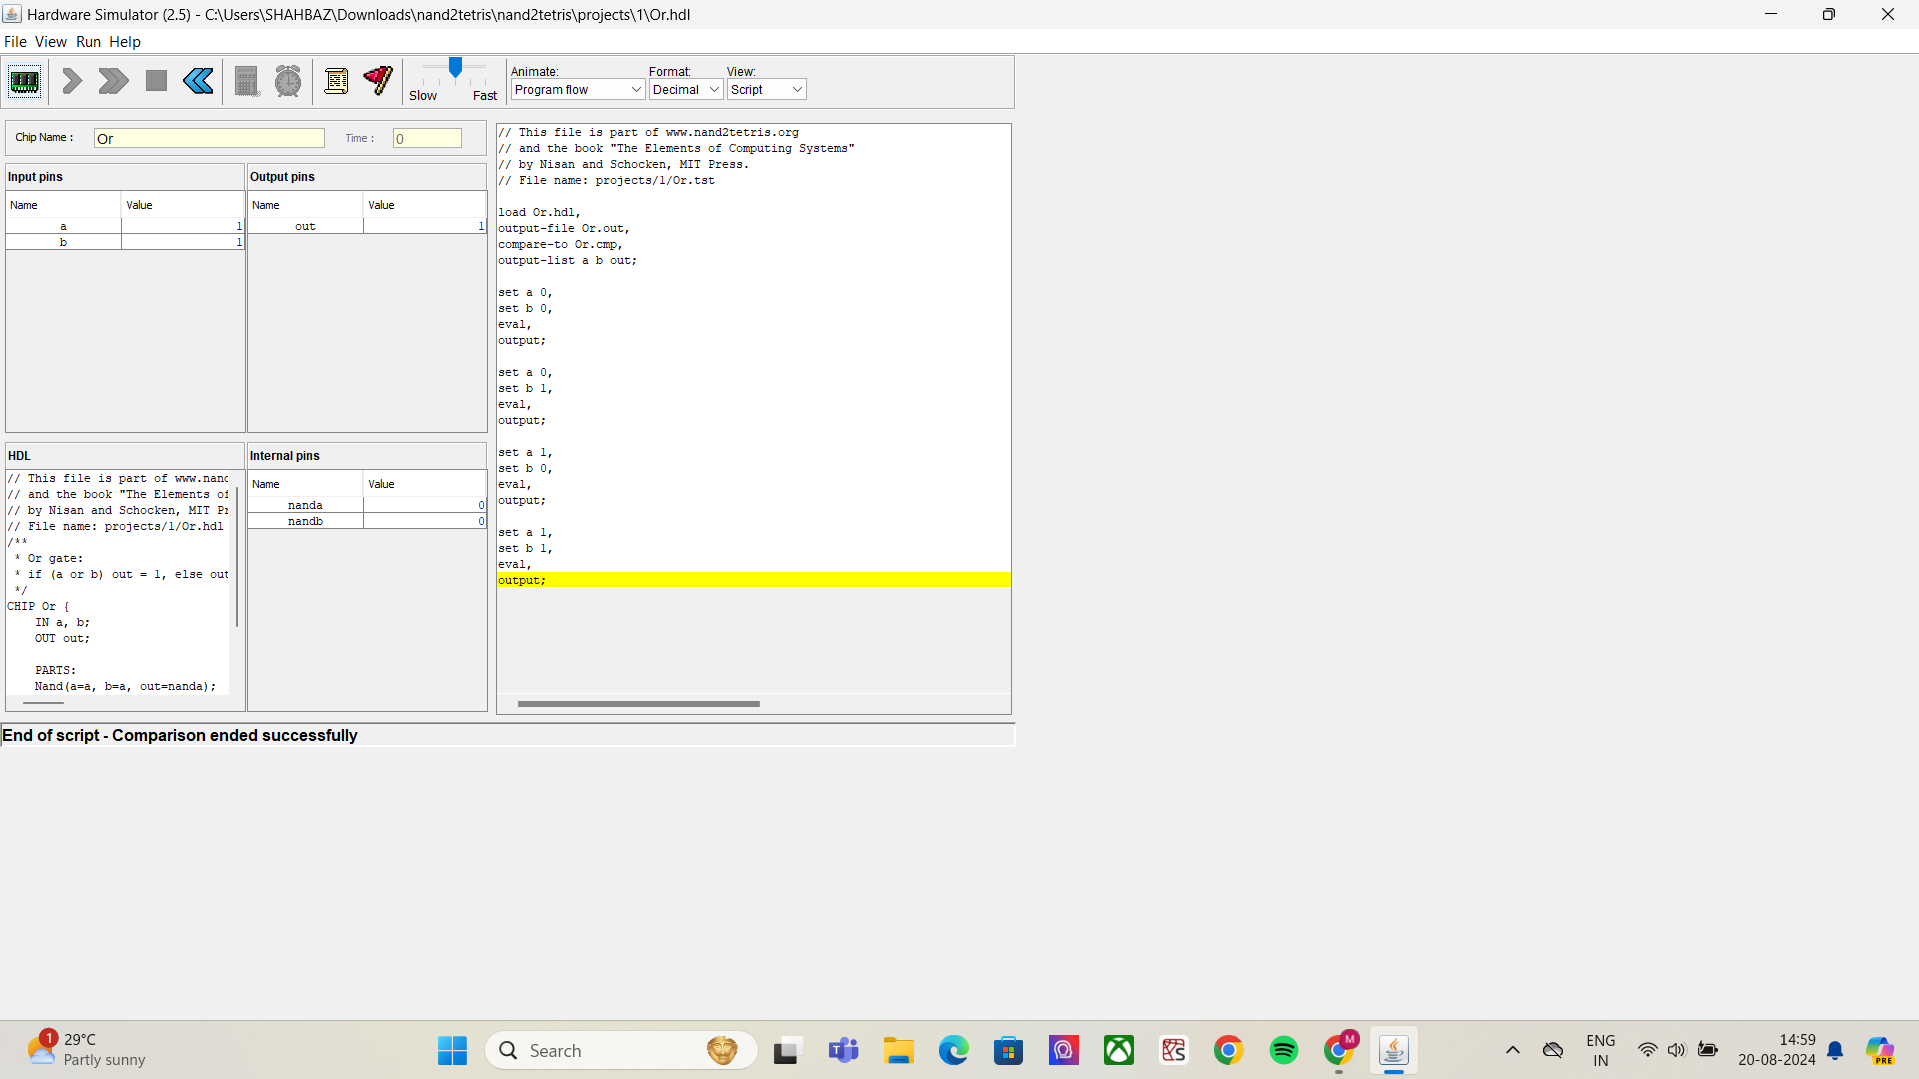 Hardware Simulator (2.5) - C:\Users\SHAHBAZ\Downloads\nand2tetris\nand2tetris\projects\1\Or.hdl
File View Run Help
Slow Fast
Animate:
Program flow
Format:
Decimal
View:
Script
Chip Name :
Or
Time :
0
Input pins
Name Value
a 1
b 1
Output pins
Name Value
out 1
HDL
// This file is part of www.nand
// and the book "The Elements of
// by Nisan and Schocken, MIT Pr
// File name: projects/1/Or.hdl
/**
* Or gate:
* if (a or b) out = 1, else out
*/
CHIP Or {
IN a, b;
OUT out;
PARTS:
Nand(a=a, b=a, out=nanda);
Internal pins
Name Value
nanda 0
nandb 0
// This file is part of www.nand2tetris.org
// and the book "The Elements of Computing Systems"
// by Nisan and Schocken, MIT Press.
// File name: projects/1/Or.tst
load Or.hdl,
output-file Or.out,
compare-to Or.cmp,
output-list a b out;
set a 0,
set b 0,
eval,
output;
set a 0,
set b 1,
eval,
output;
set a 1,
set b 0,
eval,
output;
set a 1,
set b 1,
eval,
output;
End of script - Comparison ended successfully
1
29°C
Partly sunny
Search
M
ENG
IN
14:59
20-08-2024
PRE